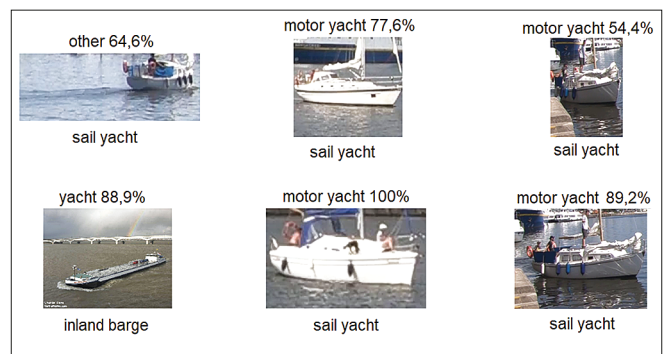 other 64,6%
motor yacht 77,6%
motor yacht 54,4%
sail yacht
sail yacht
sail yacht
yacht 88,9%
motor yacht 100%
motor yacht 89,2%
inland barge
sail yacht
sail yacht